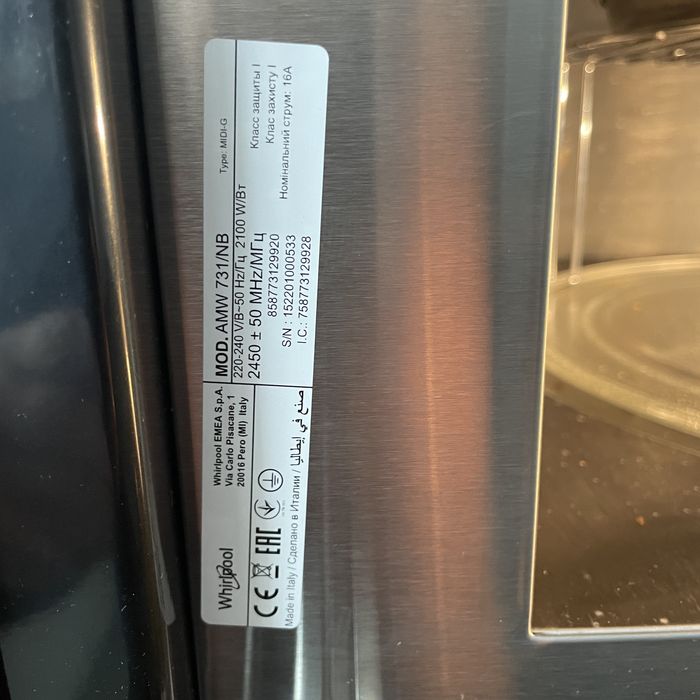 Whirlpool
Whirlpool EMEA S.p.A.
Via Carlo Pisacane, 1
20016 Pero (MI) Italy
CE EAC
Made in Italy / Сделано в Италии / صنع في إيطاليا
MOD. AMW 731/NB
Type: MIDI-G
220-240 V/В~50 Hz/Гц 2100 W/Вт
2450 ± 50 MHz/МГц
Класс защиты I
858773129920
Клас захисту I
S/N : 152201000533
Номінальний струм: 16A
I.C.: 758773129928